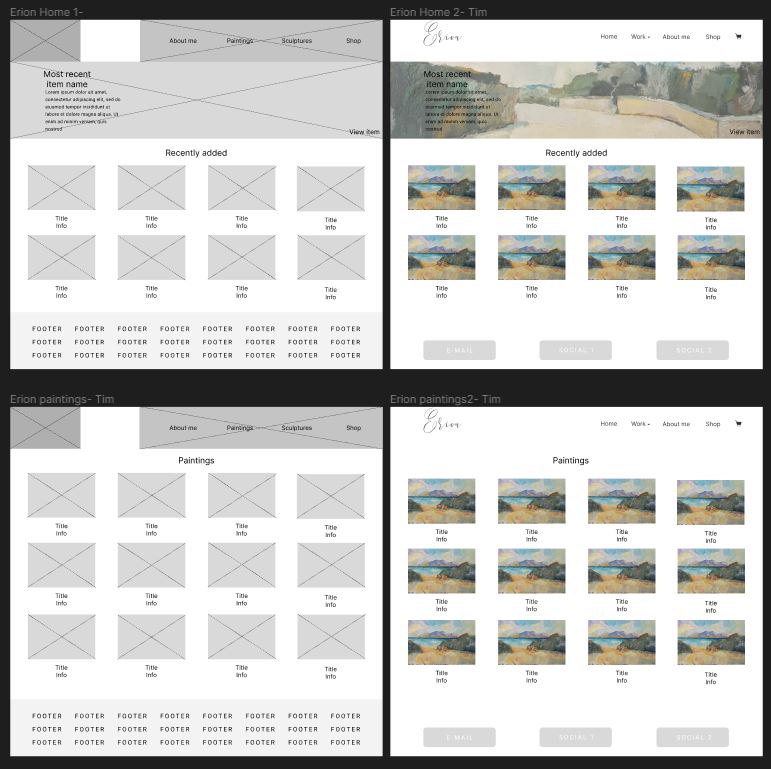 Erion Home 1-
About me Paintings Sculptures Shop
Most recent
item name
Lorem ipsum dolor sit amet,
consectetur adipiscing elit, sed do
eiusmod tempor incididunt ut
labore et dolore magna aliqua. Ut
enim ad minim veniam, quis
nostrud
View item
Recently added
Title Title Title Title
Info Info Info Info
Title Title Title Title
Info Info Info Info
FOOTER FOOTER FOOTER FOOTER FOOTER FOOTER FOOTER FOOTER
FOOTER FOOTER FOOTER FOOTER FOOTER FOOTER FOOTER FOOTER
FOOTER FOOTER FOOTER FOOTER FOOTER FOOTER FOOTER FOOTER
Erion Home 2- Tim
Erion
Home Work About me Shop
Most recent
item name
Lorem ipsum dolor sit amet,
consectetur adipiscing elit, sed do
eiusmod tempor incididunt ut
labore et dolore magna aliqua. Ut
enim ad minim veniam, quis
nostrud
View item
Recently added
Title Title Title Title
Info Info Info Info
Title Title Title Title
Info Info Info Info
E-MAIL SOCIAL 1 SOCIAL 2
Erion paintings- Tim
About me Paintings Sculptures Shop
Paintings
Title Title Title Title
Info Info Info Info
Title Title Title Title
Info Info Info Info
Title Title Title Title
Info Info Info Info
FOOTER FOOTER FOOTER FOOTER FOOTER FOOTER FOOTER FOOTER
FOOTER FOOTER FOOTER FOOTER FOOTER FOOTER FOOTER FOOTER
FOOTER FOOTER FOOTER FOOTER FOOTER FOOTER FOOTER FOOTER
Erion paintings2- Tim
Erion
Home Work About me Shop
Paintings
Title Title Title Title
Info Info Info Info
Title Title Title Title
Info Info Info Info
Title Title Title Title
Info Info Info Info
E-MAIL SOCIAL 1 SOCIAL 2